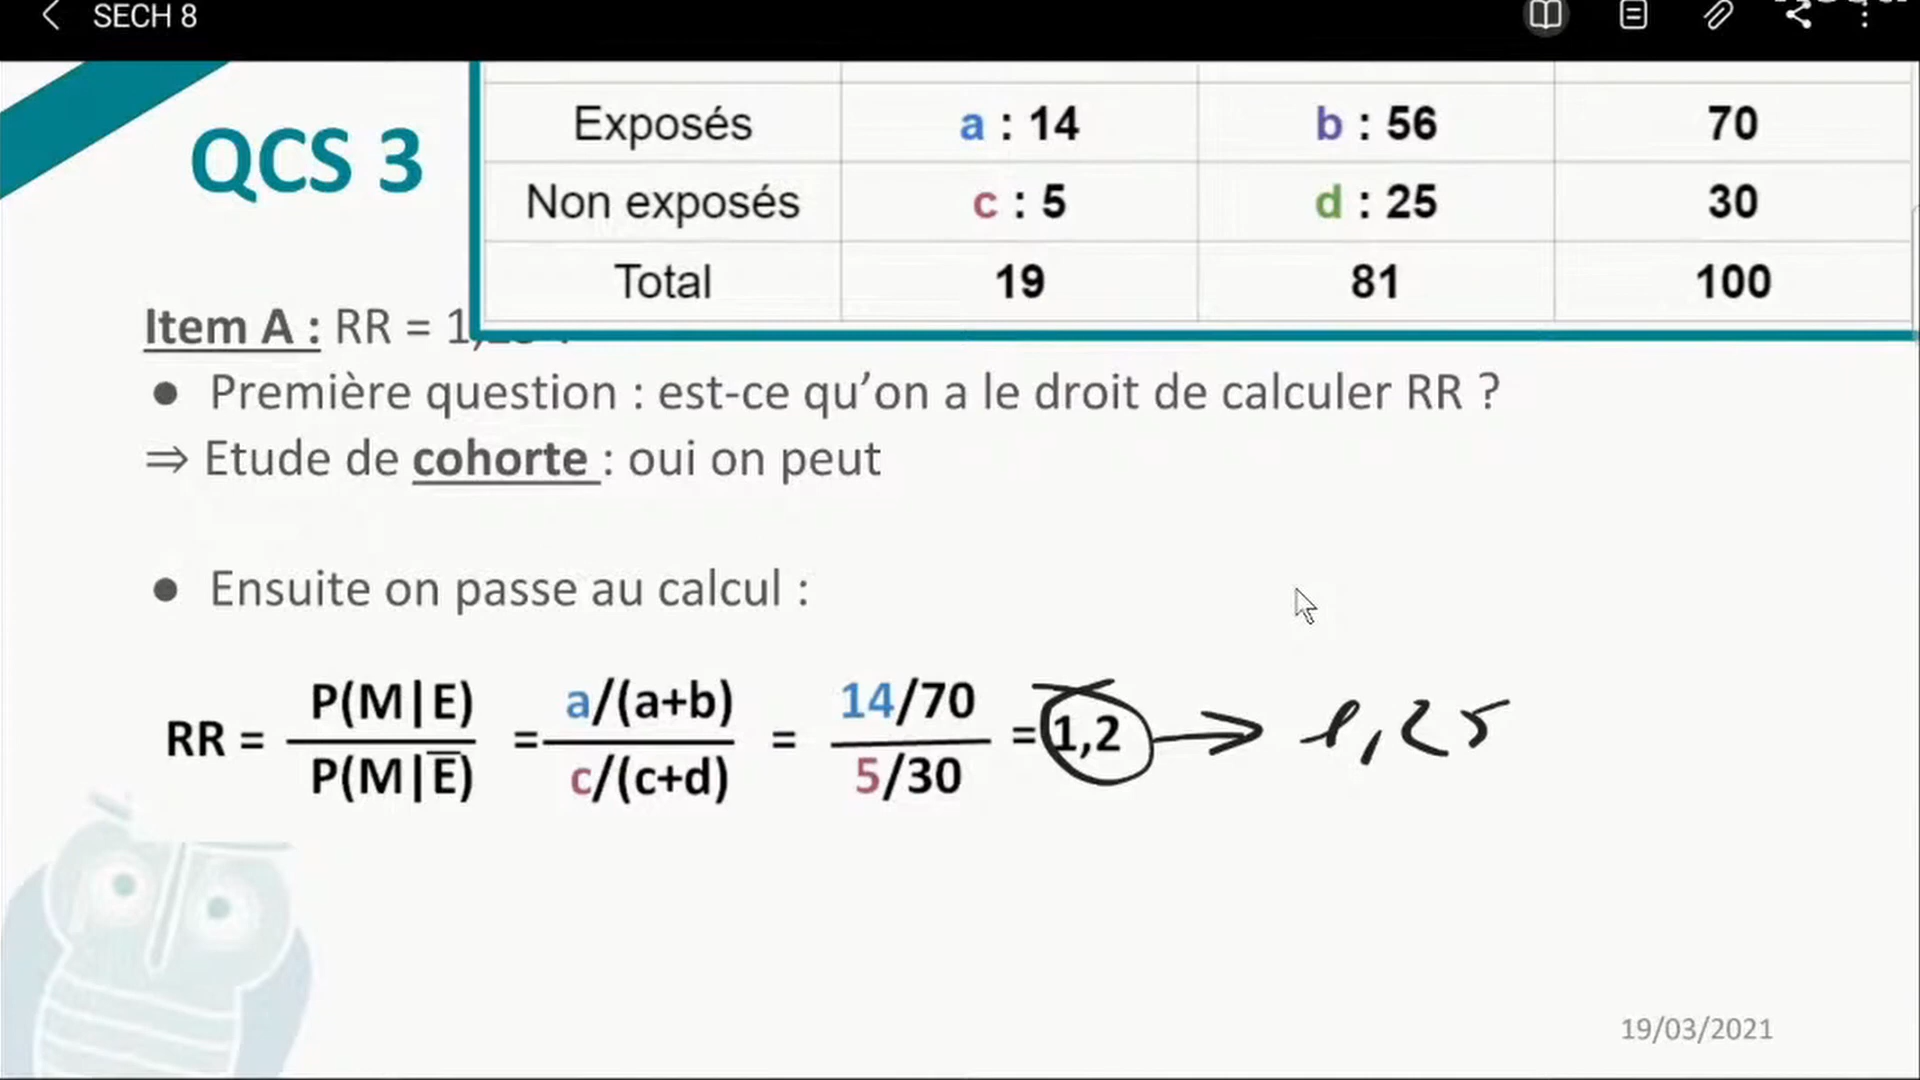 SECH 8
QCS 3
Exposés a : 14 b : 56 70
Non exposés c : 5 d : 25 30
Total 19 81 100
Item A : RR = 1,
● Première question : est-ce qu’on a le droit de calculer RR ?
⇒ Etude de cohorte : oui on peut
● Ensuite on passe au calcul :
RR = P(M|E) / P(M|E̅) = a/(a+b) / c/(c+d) = 14/70 / 5/30 = 1,2 → 1,25
19/03/2021